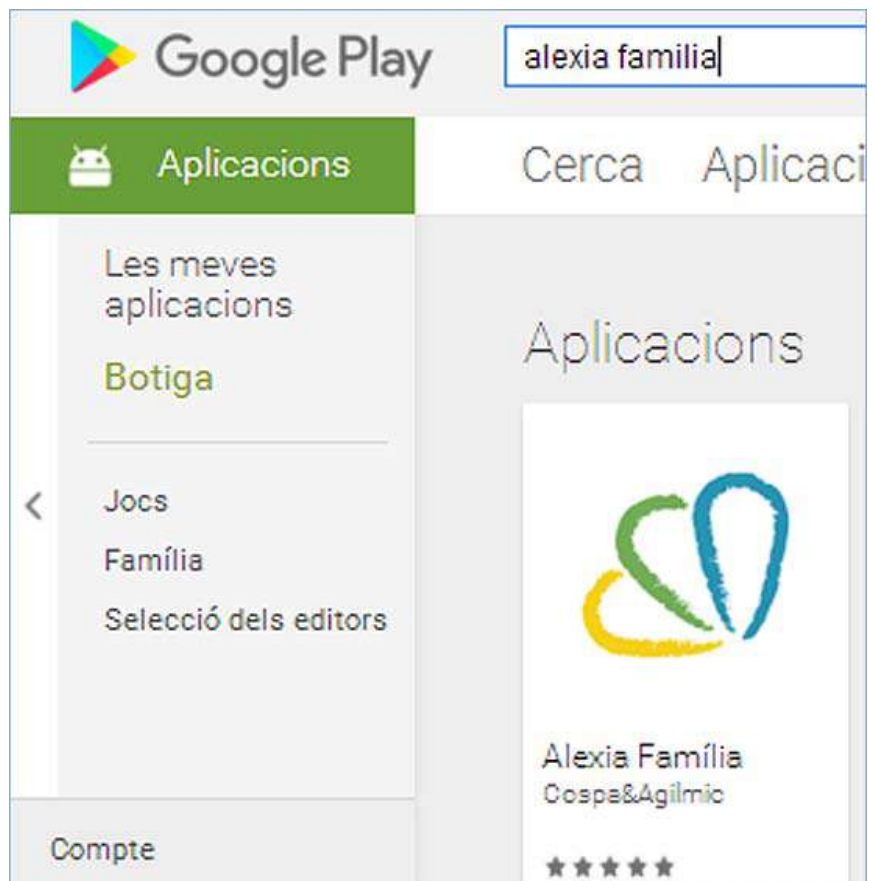 Google Play
alexia familia
Aplicacions
Cerca
Aplicaci
Les meves
aplicacions
Botiga
Jocs
Família
Selecció dels editors
Compte
Aplicacions
Alexia Família
Cospa&Agilmic